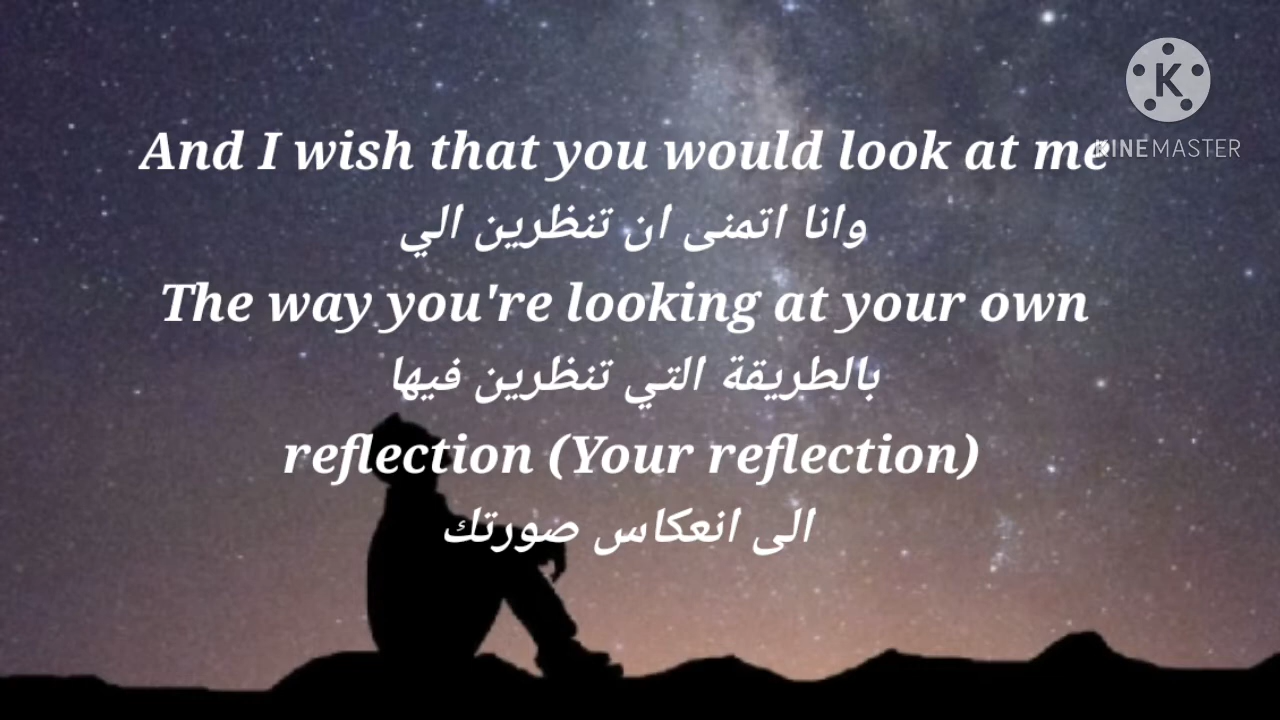 And I wish that you would look at me
وانا اتمنى ان تنظرين الي
The way you're looking at your own
بالطريقة التي تنظرين فيها
reflection (Your reflection)
الى انعكاس صورتك
K
KINEMASTER